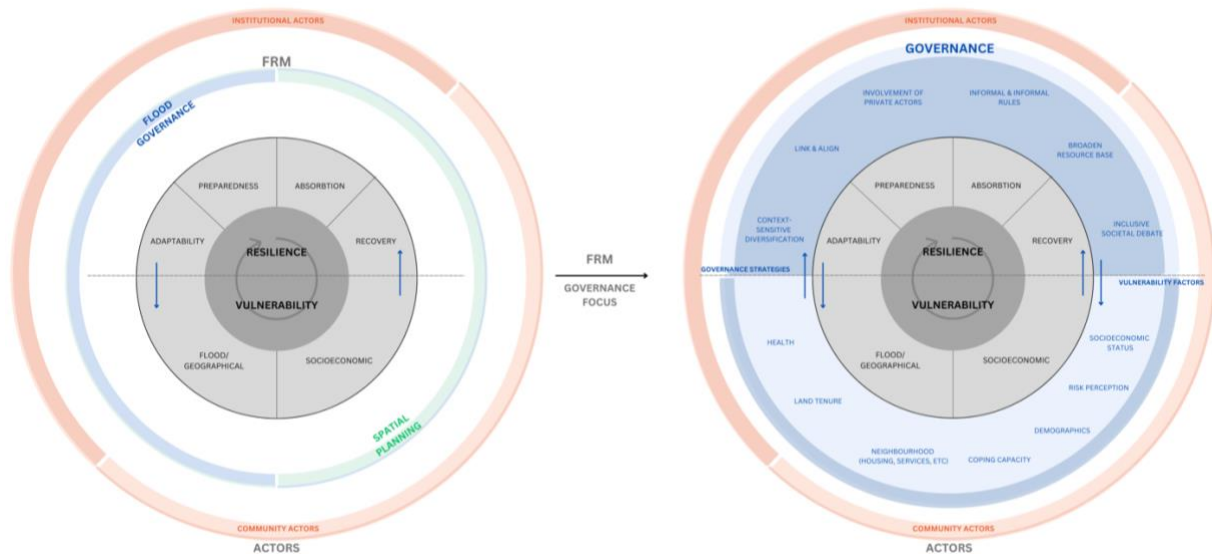 INSTITUTIONAL ACTORS
FRM
FLOOD
GOVERNANCE
PREPAREDNESS
ABSORBTION
ADAPTABILITY
RECOVERY
RESILIENCE
VULNERABILITY
FLOOD/
GEOGRAPHICAL
SOCIOECONOMIC
SPATIAL
PLANNING
COMMUNITY ACTORS
ACTORS
FRM
GOVERNANCE
FOCUS
INSTITUTIONAL ACTORS
GOVERNANCE
INVOLVEMENT OF
PRIVATE ACTORS
INFORMAL & INFORMAL
RULES
LINK & ALIGN
BROADEN
RESOURCE BASE
PREPAREDNESS
ABSORBTION
CONTEXT-
SENSITIVE
DIVERSIFICATION
INCLUSIVE
SOCIETAL DEBATE
ADAPTABILITY
RECOVERY
RESILIENCE
GOVERNANCE STRATEGIES
VULNERABILITY FACTORS
VULNERABILITY
HEALTH
SOCIOECONOMIC
STATUS
FLOOD/
GEOGRAPHICAL
SOCIOECONOMIC
RISK PERCEPTION
LAND TENURE
DEMOGRAPHICS
NEIGHBOURHOOD
(HOUSING, SERVICES, ETC)
COPING CAPACITY
COMMUNITY ACTORS
ACTORS